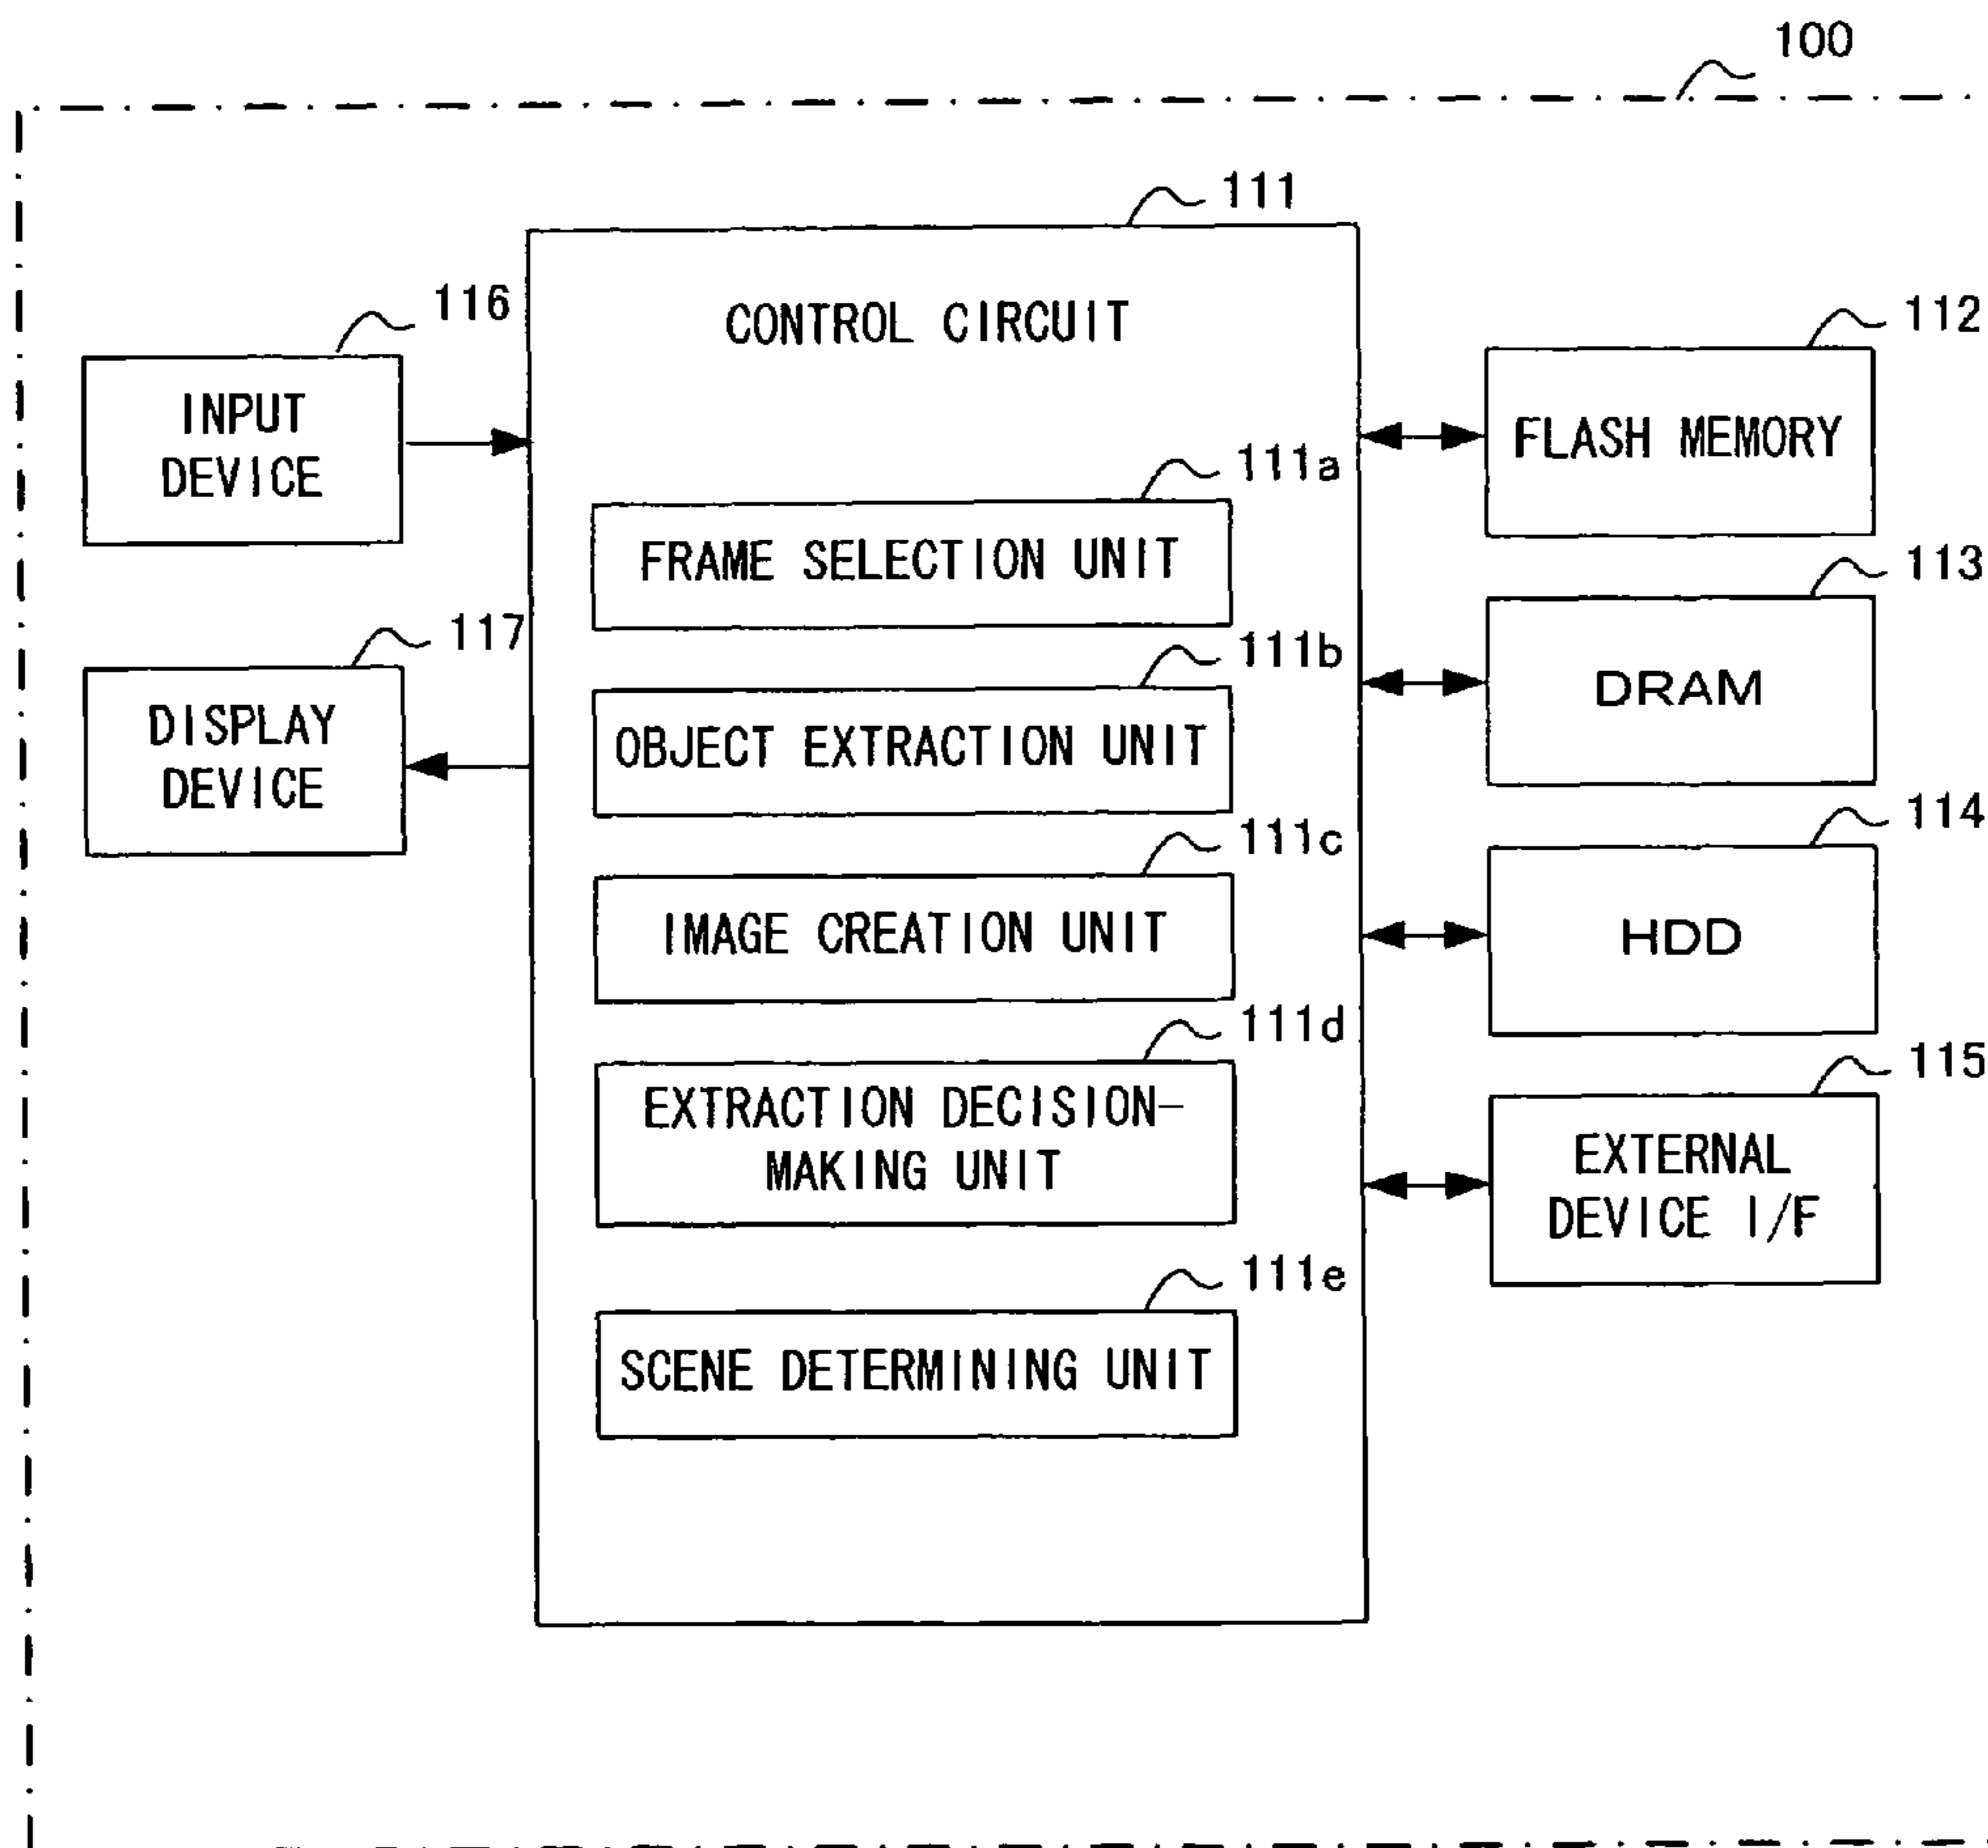 100
111
CONTROL CIRCUIT
116
INPUT
DEVICE
117
DISPLAY
DEVICE
111a
FRAME SELECTION UNIT
111b
OBJECT EXTRACTION UNIT
111c
IMAGE CREATION UNIT
111d
EXTRACTION DECISION-
MAKING UNIT
111e
SCENE DETERMINING UNIT
112
FLASH MEMORY
113
DRAM
114
HDD
115
EXTERNAL
DEVICE I/F